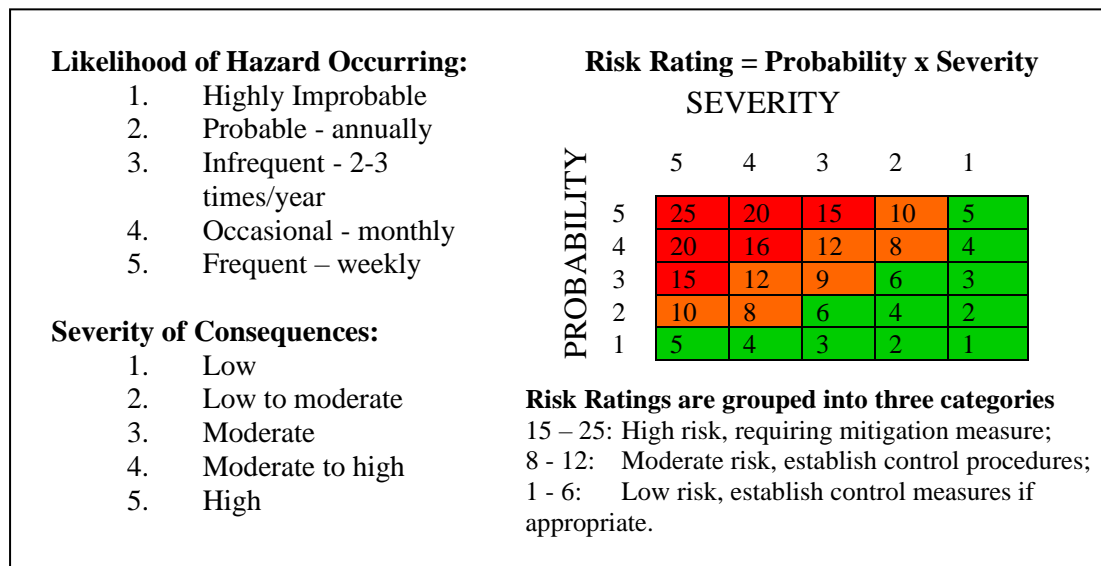 Likelihood of Hazard Occurring:
1. Highly Improbable
2. Probable - annually
3. Infrequent - 2-3
times/year
4. Occasional - monthly
5. Frequent – weekly
Severity of Consequences:
1. Low
2. Low to moderate
3. Moderate
4. Moderate to high
5. High
Risk Rating = Probability x Severity
SEVERITY
PROBABILITY
5 4 3 2 1
5 25 20 15 10 5
4 20 16 12 8 4
3 15 12 9 6 3
2 10 8 6 4 2
1 5 4 3 2 1
Risk Ratings are grouped into three categories
15 – 25: High risk, requiring mitigation measure;
8 - 12: Moderate risk, establish control procedures;
1 - 6: Low risk, establish control measures if
appropriate.